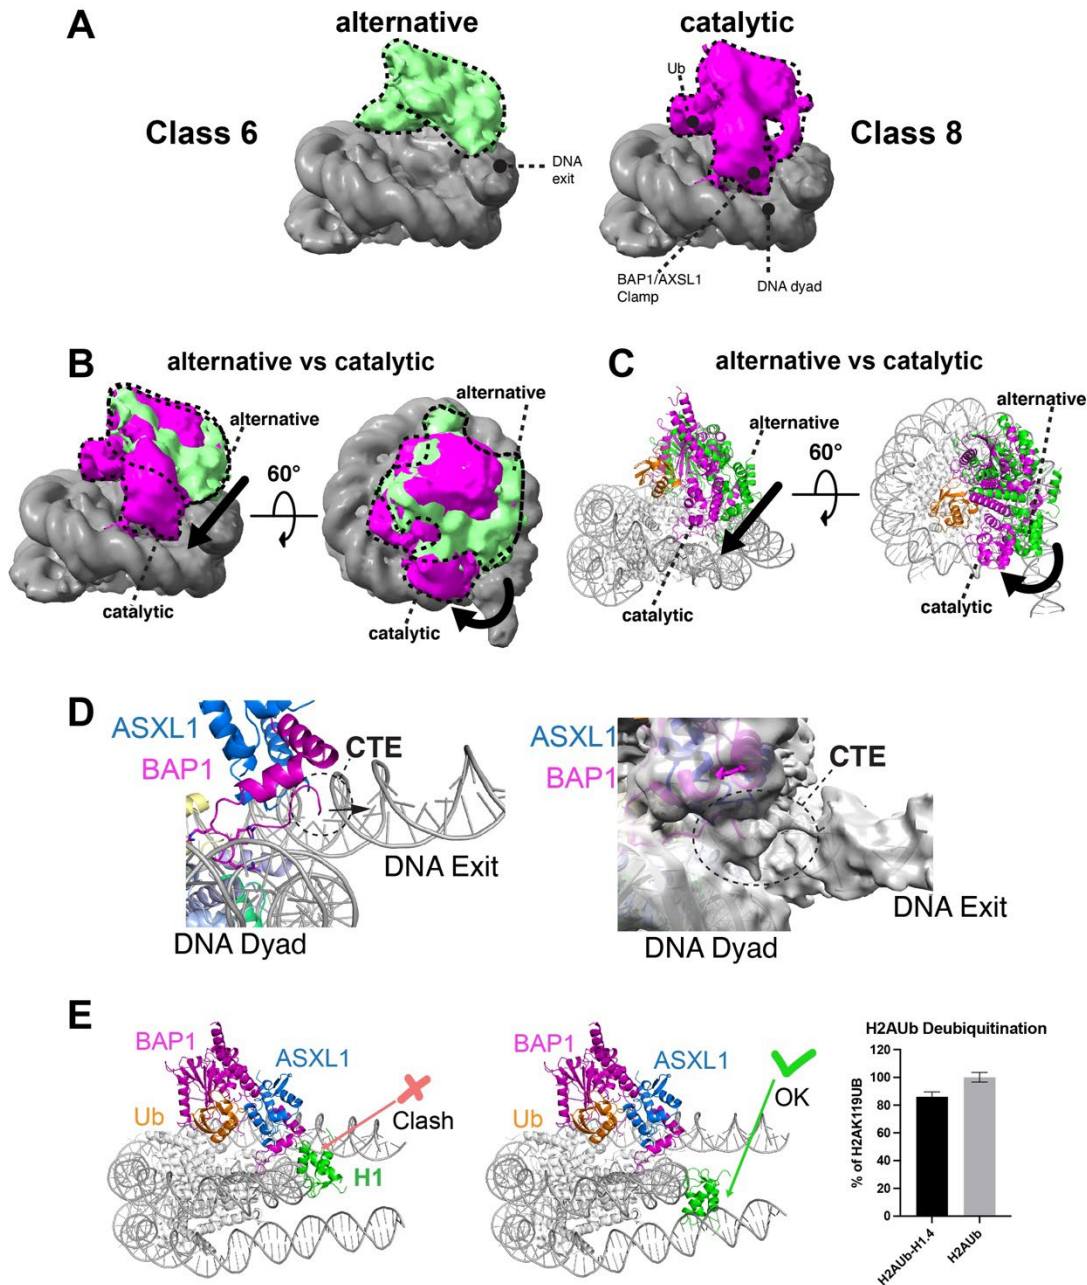 A
alternative
catalytic
Class 6
Ub
Class 8
DNA
exit
BAP1/AXSL1
Clamp
DNA dyad
B
alternative vs catalytic
alternative
60°
catalytic
alternative
catalytic
C
alternative vs catalytic
alternative
60°
catalytic
alternative
catalytic
D
ASXL1
BAP1
CTE
DNA Exit
DNA Dyad
ASXL1
BAP1
CTE
DNA Exit
DNA Dyad
E
BAP1
ASXL1
Ub
Clash
H1
BAP1
ASXL1
Ub
OK
H2AUb Deubiquitination
% of H2AK119UB
120
100
80
60
40
20
0
H2AUb-H1.4
H2AUb